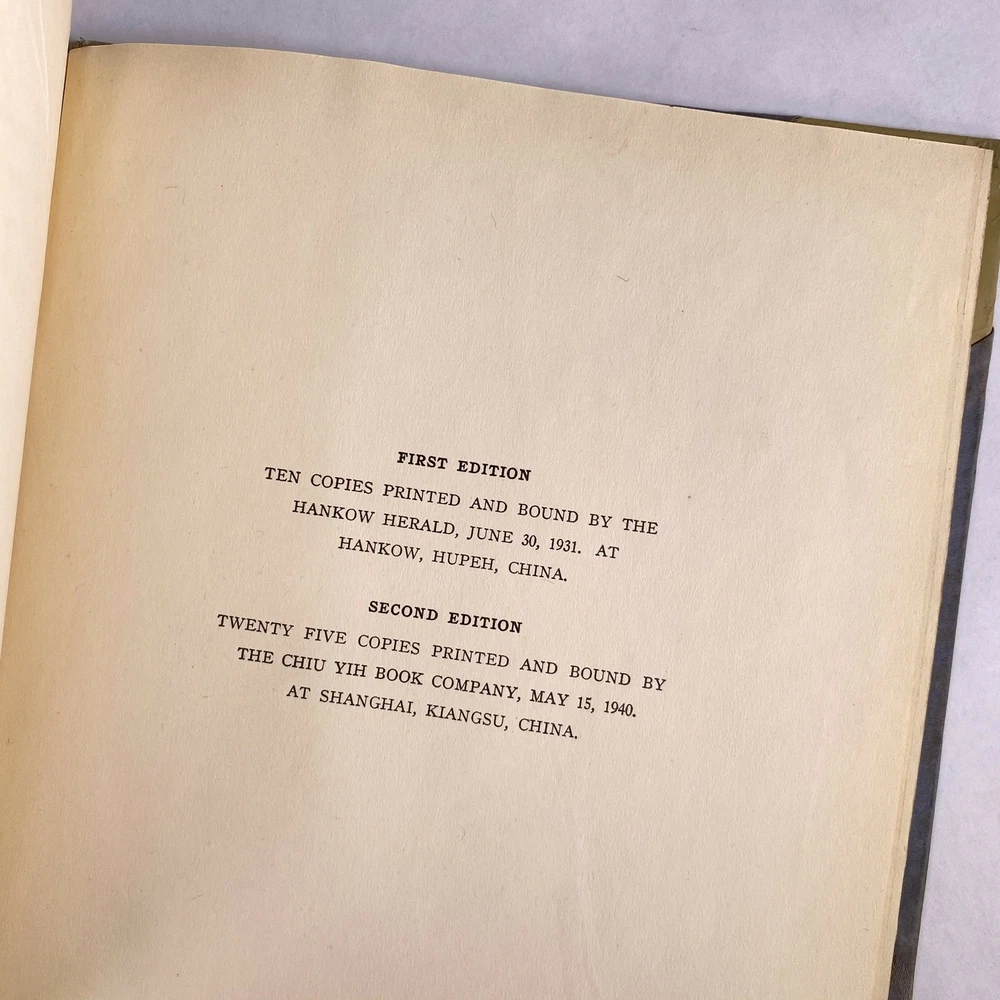 FIRST EDITION
TEN COPIES PRINTED AND BOUND BY THE
HANKOW HERALD, JUNE 30, 1931. AT
HANKOW, HUPEH, CHINA.
SECOND EDITION
TWENTY FIVE COPIES PRINTED AND BOUND BY
THE CHIU YIH BOOK COMPANY, MAY 15, 1940.
AT SHANGHAI, KIANGSU, CHINA.